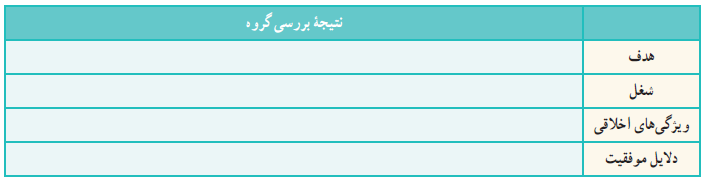 نتیجهٔ بررسی گروه
هدف
شغل
ویژگی‌های اخلاقی
دلایل موفقیت